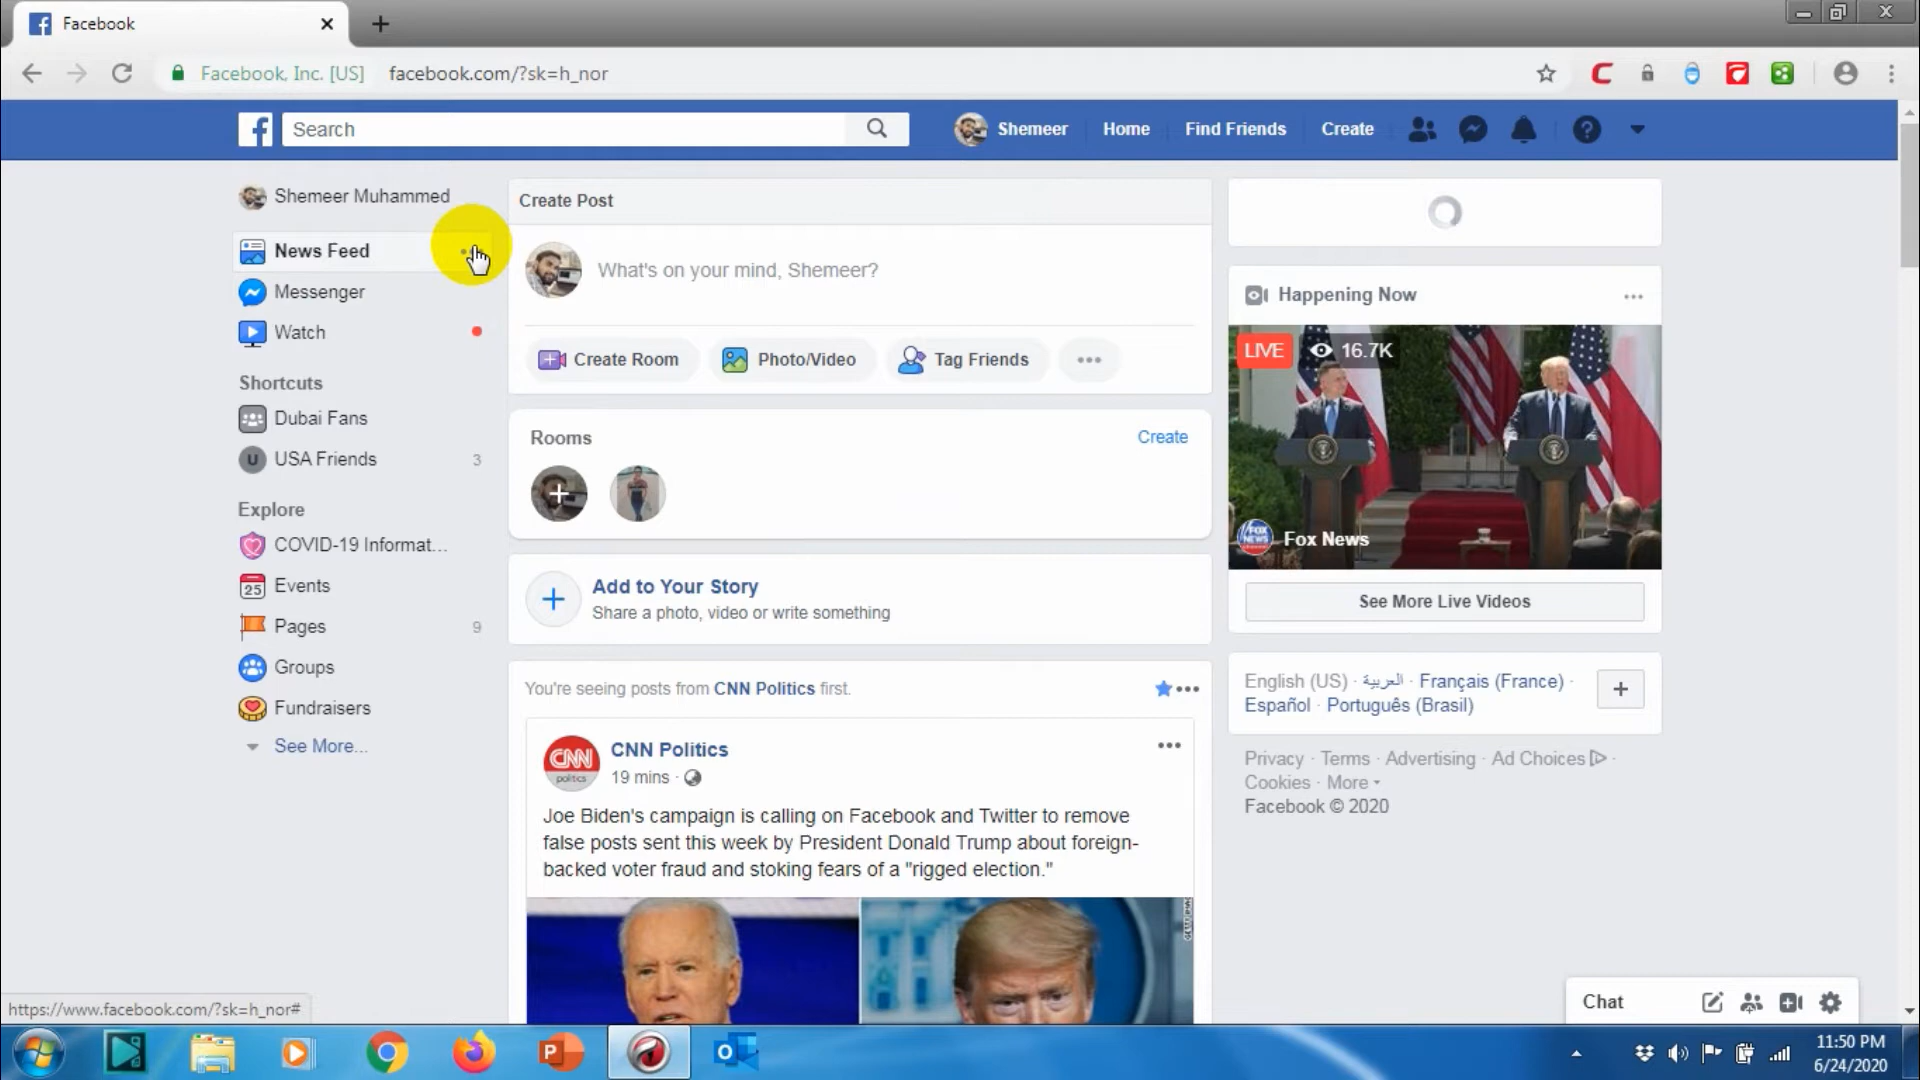 Facebook
Facebook, Inc. [US] facebook.com/?sk=h_nor
Search
Shemeer Home Find Friends Create
Shemeer Muhammed
News Feed
Messenger
Watch
Shortcuts
Dubai Fans
USA Friends 3
Explore
COVID-19 Informat...
25 Events
Pages 9
Groups
Fundraisers
See More...
Create Post
What's on your mind, Shemeer?
Create Room Photo/Video Tag Friends
Rooms Create
Add to Your Story
Share a photo, video or write something
You're seeing posts from CNN Politics first.
CNN politics
CNN Politics
19 mins ·
Joe Biden's campaign is calling on Facebook and Twitter to remove
false posts sent this week by President Donald Trump about foreign-
backed voter fraud and stoking fears of a "rigged election."
Happening Now
LIVE 16.7K
FOX NEWS Fox News
See More Live Videos
English (US) · العربية · Français (France) ·
Español · Português (Brasil)
Privacy · Terms · Advertising · Ad Choices ·
Cookies · More
Facebook © 2020
Chat
https://www.facebook.com/?sk=h_nor#
11:50 PM
6/24/2020